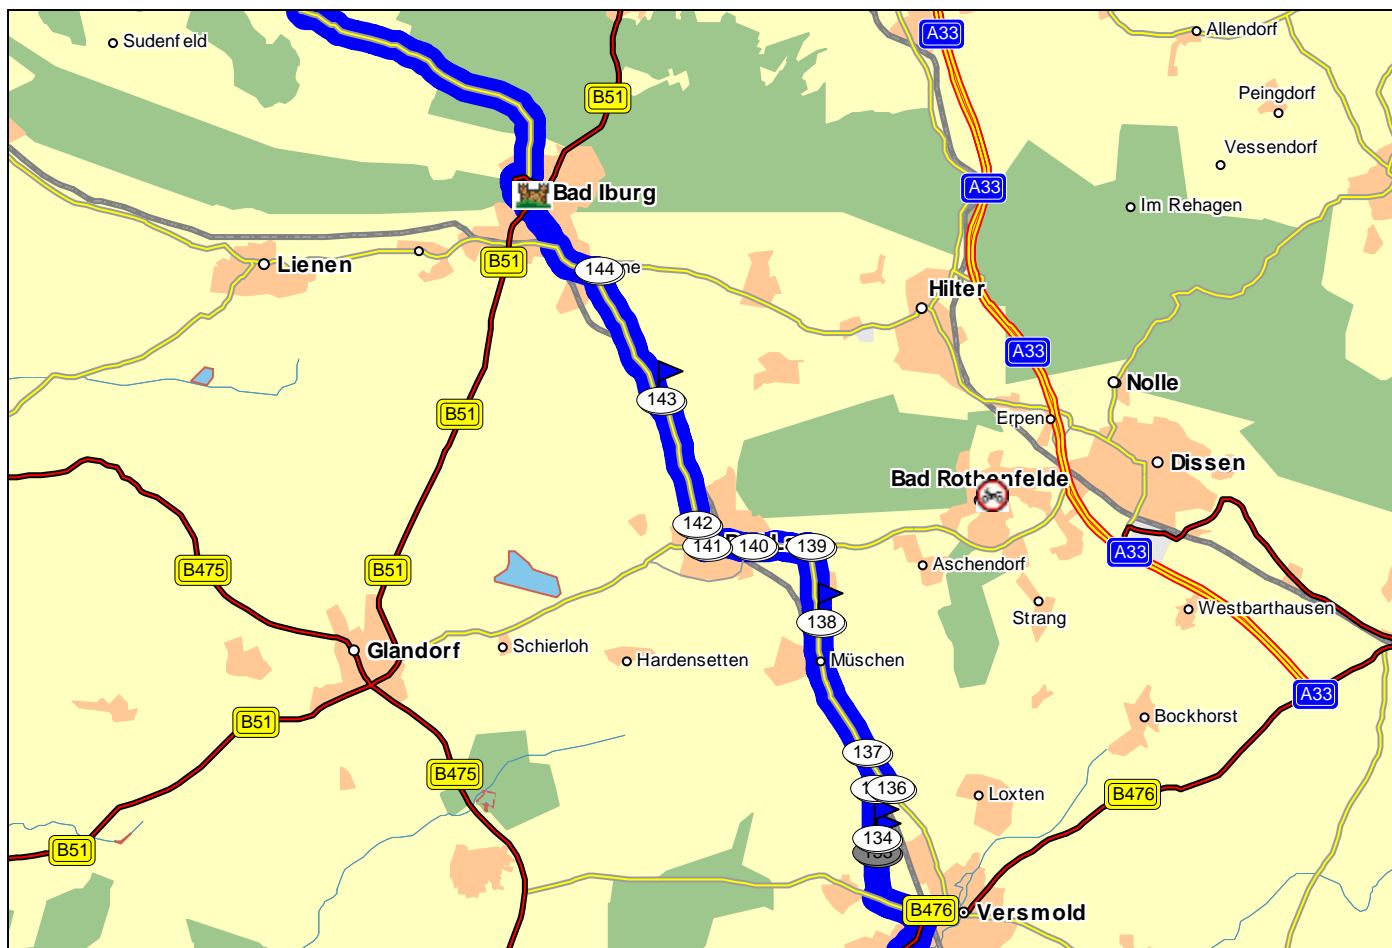 A33
Allendorf
Sudenfeld
B51
Peingdorf
Vessendorf
A33
Bad Iburg
Im Rehagen
B51
Lienen
144
Hilter
A33
Nolle
143
B51
Erpen
Dissen
Bad Rothenfelde
142
141
140
139
A33
B475
B51
Aschendorf
Strang
Westbarthausen
138
Glandorf
Schierloh
Hardensetten
Müschen
A33
B51
Bockhorst
137
B475
136
Loxten
B476
134
B51
B476
Versmold